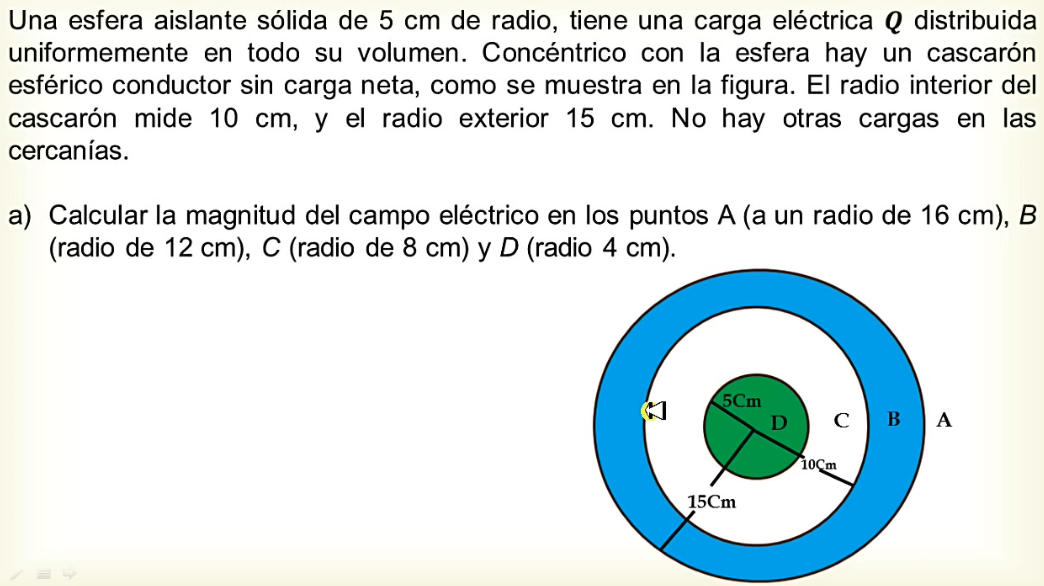 Una esfera aislante sólida de 5 cm de radio, tiene una carga eléctrica Q distribuida
uniformemente en todo su volumen. Concéntrico con la esfera hay un cascarón
esférico conductor sin carga neta, como se muestra en la figura. El radio interior del
cascarón mide 10 cm, y el radio exterior 15 cm. No hay otras cargas en las
cercanías.
a) Calcular la magnitud del campo eléctrico en los puntos A (a un radio de 16 cm), B
(radio de 12 cm), C (radio de 8 cm) y D (radio 4 cm).
5Cm
D C B A
10Cm
15Cm